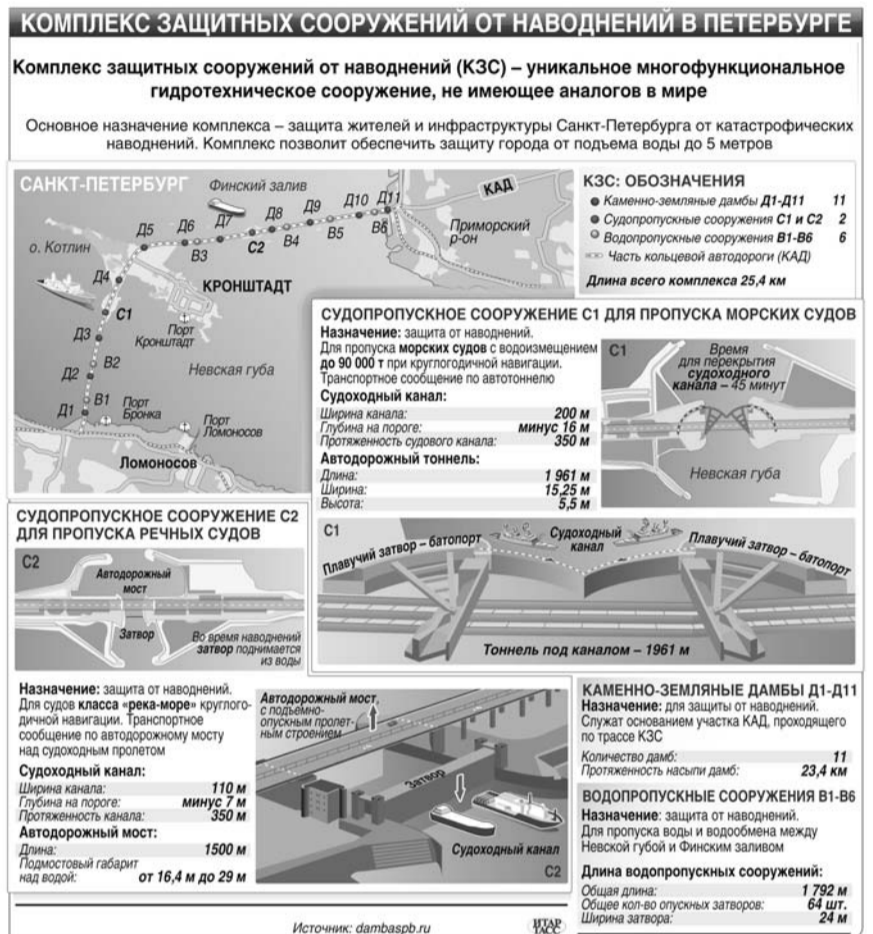 КОМПЛЕКС ЗАЩИТНЫХ СООРУЖЕНИЙ ОТ НАВОДНЕНИЙ В ПЕТЕРБУРГЕ
Комплекс защитных сооружений от наводнений (КЗС) – уникальное многофункциональное
гидротехническое сооружение, не имеющее аналогов в мире
Основное назначение комплекса – защита жителей и инфраструктуры Санкт-Петербурга от катастрофических
наводнений. Комплекс позволит обеспечить защиту города от подъема воды до 5 метров
САНКТ-ПЕТЕРБУРГ
Финский залив
КАД
Приморский
р-он
о. Котлин
Д5
Д6
Д7
Д8
Д9
Д10
Д11
В3
С2
В4
В5
В6
Д4
КРОНШТАДТ
С1
Порт
Кронштадт
Д3
В2
Невская губа
Д2
В1
Д1
Порт
Бронка
Порт
Ломоносов
Ломоносов
КЗС: ОБОЗНАЧЕНИЯ
Каменно-земляные дамбы Д1-Д11 11
Судопропускные сооружения С1 и С2 2
Водопропускные сооружения В1-В6 6
Часть кольцевой автодороги (КАД)
Длина всего комплекса 25,4 км
СУДОПРОПУСКНОЕ СООРУЖЕНИЕ С1 ДЛЯ ПРОПУСКА МОРСКИХ СУДОВ
Назначение: защита от наводнений.
Для пропуска морских судов с водоизмещением
до 90 000 т при круглогодичной навигации.
Транспортное сообщение по автотоннелю
Судоходный канал:
Ширина канала: 200 м
Глубина на пороге: минус 16 м
Протяженность судового канала: 350 м
Автодорожный тоннель:
Длина: 1 961 м
Ширина: 15,25 м
Высота: 5,5 м
С1
Время
для перекрытия
судоходного
канала – 45 минут
Невская губа
С1
Плавучий затвор – батопорт
Судоходный
канал
Плавучий затвор – батопорт
Тоннель под каналом – 1961 м
СУДОПРОПУСКНОЕ СООРУЖЕНИЕ С2
ДЛЯ ПРОПУСКА РЕЧНЫХ СУДОВ
С2
Автодорожный
мост
Затвор
Во время наводнений
затвор поднимается
из воды
Назначение: защита от наводнений.
Для судов класса «река-море» круглого-
дичной навигации. Транспортное
сообщение по автодорожному мосту
над судоходным пролетом
Судоходный канал:
Ширина канала: 110 м
Глубина на пороге: минус 7 м
Протяженность канала: 350 м
Автодорожный мост:
Длина: 1500 м
Подмостовый габарит
над водой: от 16,4 м до 29 м
Автодорожный мост,
с подъемно-
опускным пролет-
ным строением
Затвор
Судоходный канал
С2
КАМЕННО-ЗЕМЛЯНЫЕ ДАМБЫ Д1-Д11
Назначение: для защиты от наводнений.
Служат основанием участка КАД, проходящего
по трассе КЗС
Количество дамб: 11
Протяженность насыпи дамб: 23,4 км
ВОДОПРОПУСКНЫЕ СООРУЖЕНИЯ В1-В6
Назначение: защита от наводнений.
Для пропуска воды и водообмена между
Невской губой и Финским заливом
Длина водопропускных сооружений:
Общая длина: 1 792 м
Общее кол-во опускных затворов: 64 шт.
Ширина затвора: 24 м
Источник: dambaspb.ru
ИТАР
ТАСС